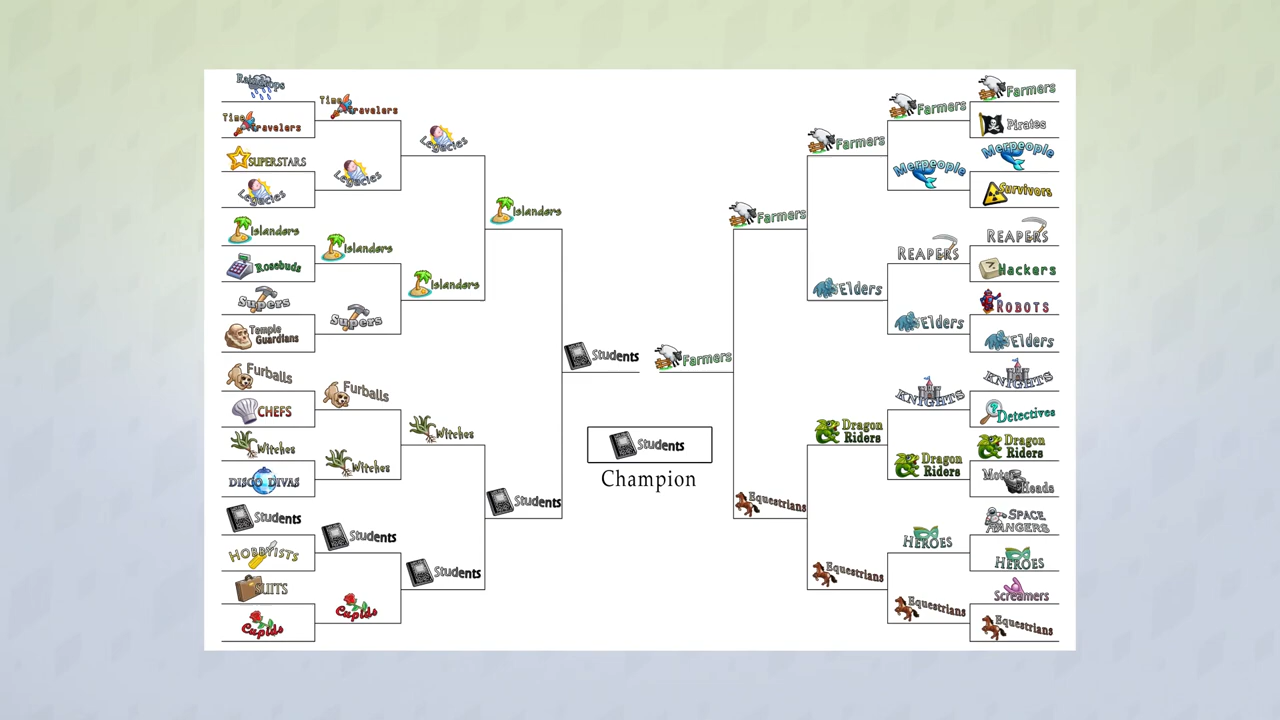 Raindrops
Time Travelers
SUPERSTARS
Legacies
Islanders
Rosebuds
Supers
Temple Guardians
Furballs
CHEFS
Witches
DISCO DIVAS
Students
HOBBYISTS
SUITS
Cupids
Time Travelers
Legacies
Islanders
Supers
Furballs
Witches
Students
Cupids
Legacies
Islanders
Witches
Students
Islanders
Students
Students
Farmers
Students
Champion
Farmers
Equestrians
Farmers
Elders
Dragon Riders
Equestrians
Farmers
Merpeople
REAPERS
Elders
KNIGHTS
Dragon Riders
HEROES
Equestrians
Farmers
Pirates
Merpeople
Survivors
REAPERS
Hackers
ROBOTS
Elders
KNIGHTS
Detectives
Dragon Riders
Moto Heads
SPACE RANGERS
HEROES
Screamers
Equestrians